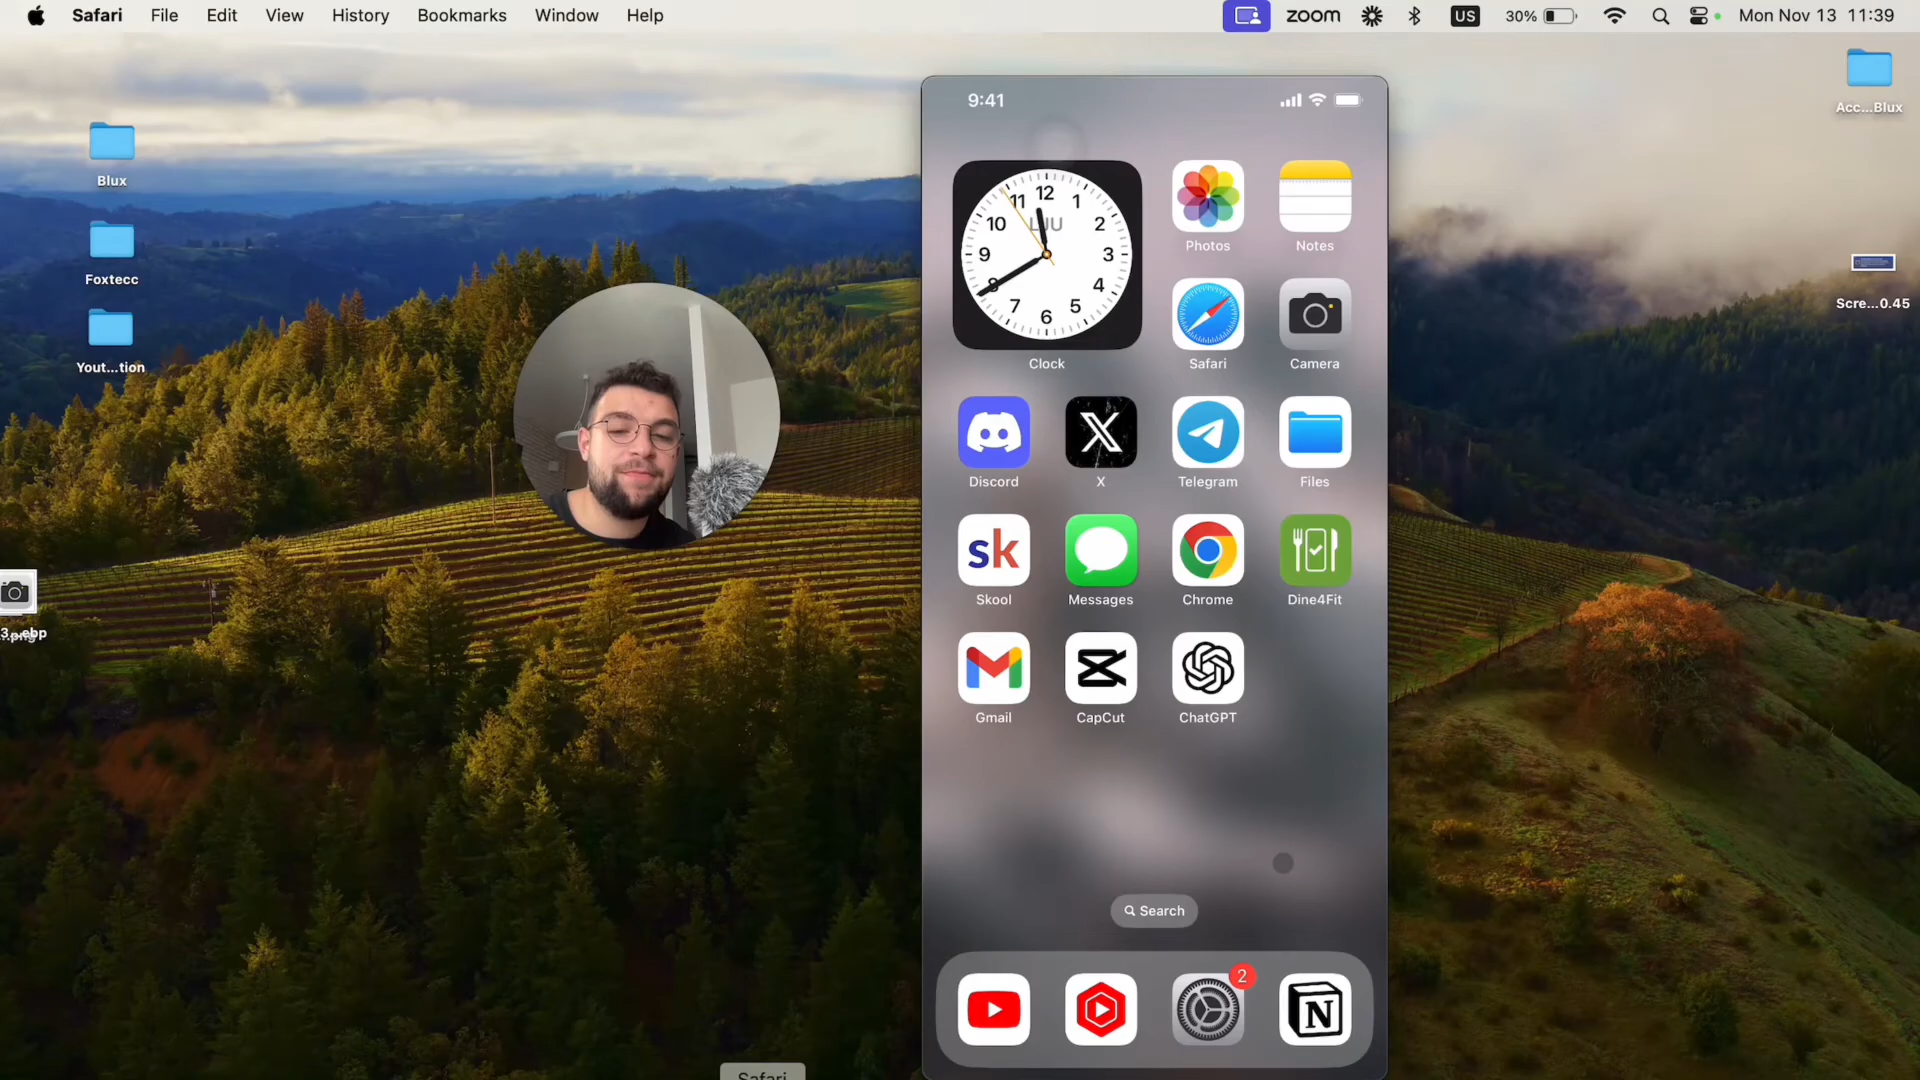 Safari File Edit View History Bookmarks Window Help zoom US 30% Mon Nov 13 11:39
Blux
Foxtecc
Yout...tion
Acc...Blux
Scre...0.45
9:41
12
11 1
LJU
10 2
9 3
8 4
7 5
6
Clock
Photos
Notes
Safari
Camera
Discord
X
Telegram
Files
sk
Skool
Messages
Chrome
Dine4Fit
Gmail
CapCut
ChatGPT
Search
2
N
Safari